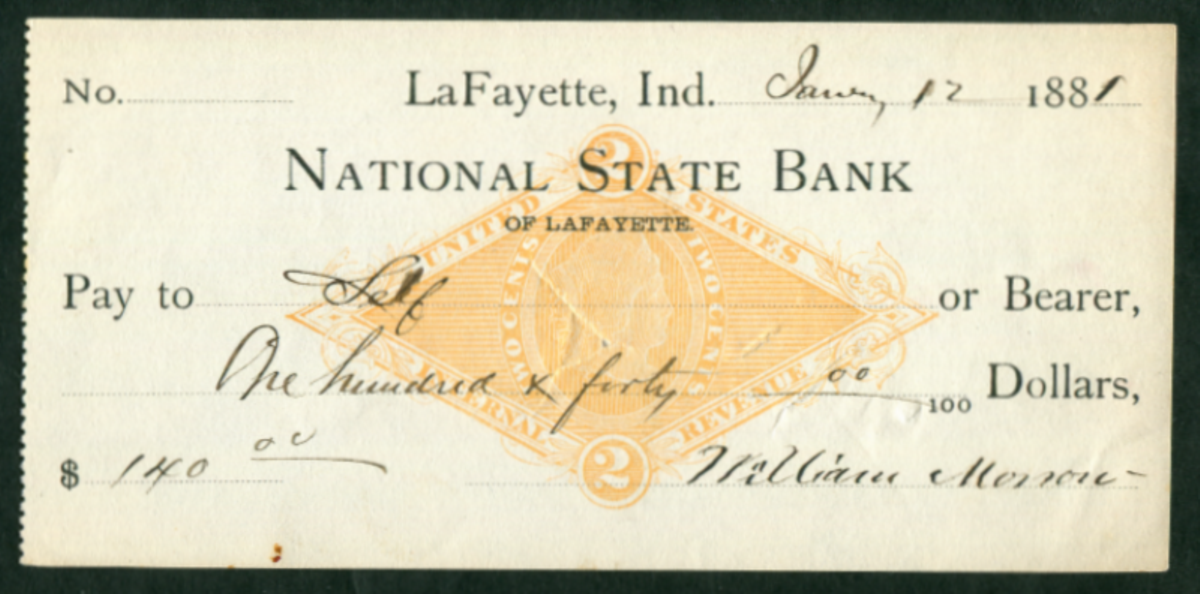 No. LaFayette, Ind. Jany 12 1881
2
NATIONAL STATE BANK
OF LAFAYETTE.
UNITED STATES
TWO CENTS TWO CENTS
Pay to Self or Bearer,
One hundred & forty 00/100 Dollars,
INTERNAL REVENUE
$ 140 00 William
2